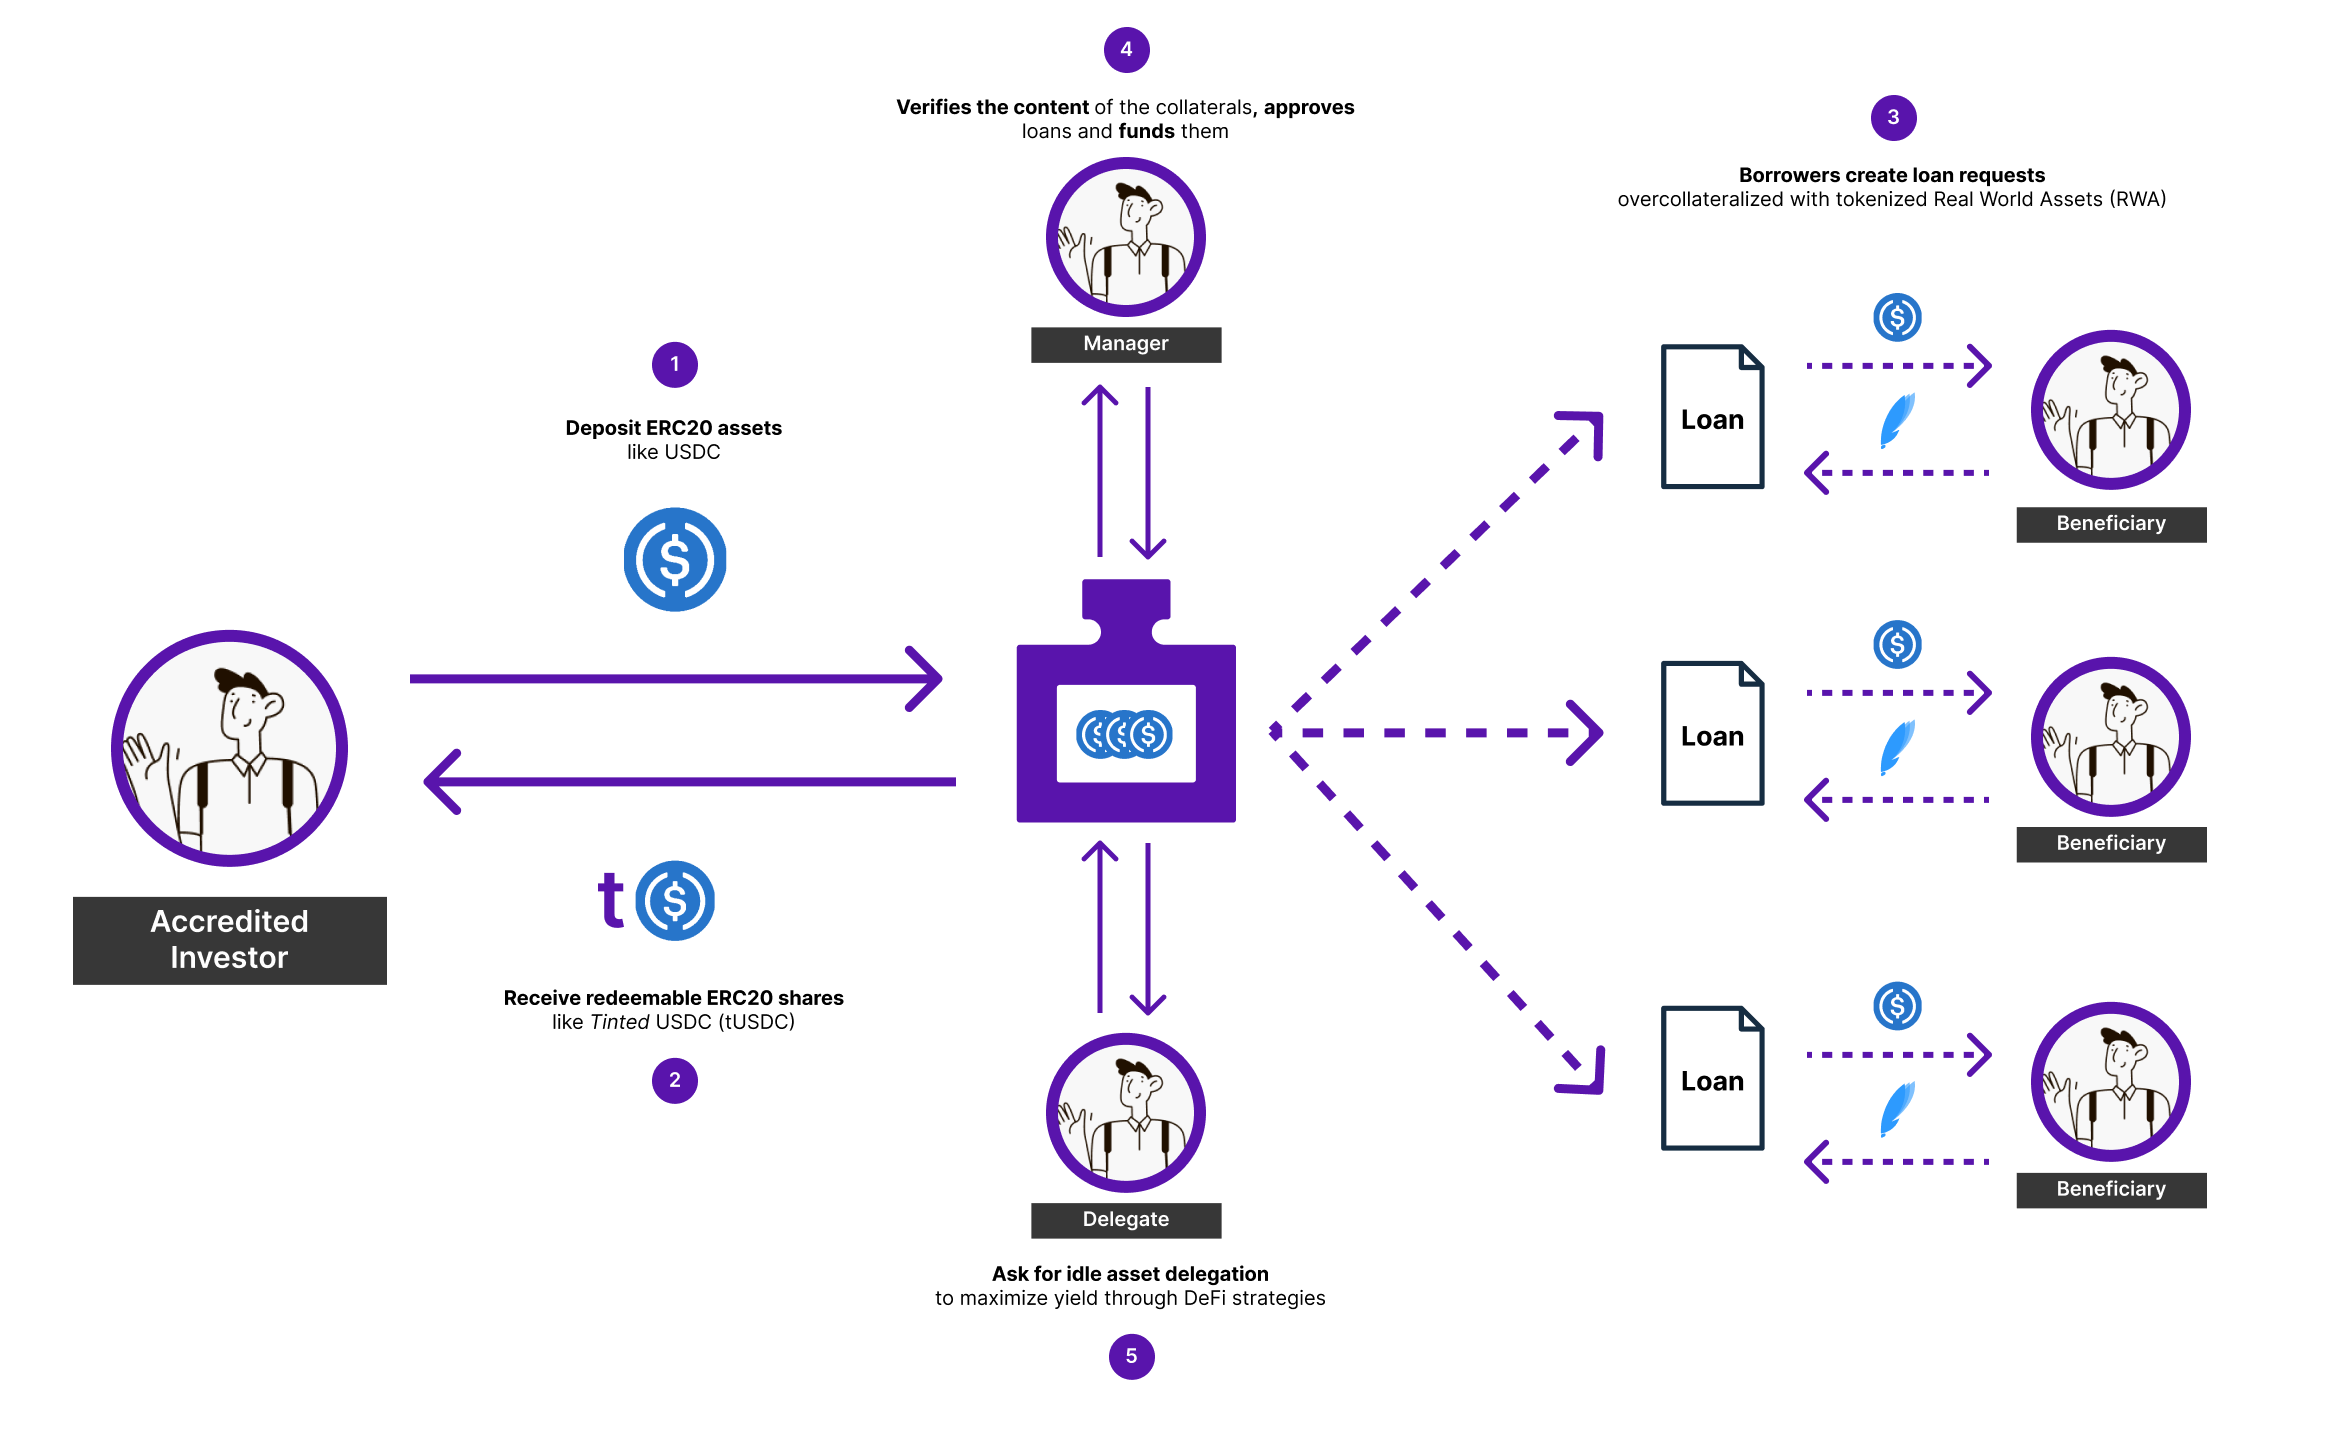 4
Verifies the content of the collaterals, approves
loans and funds them
Manager
3
Borrowers create loan requests
overcollateralized with tokenized Real World Assets (RWA)
1
Deposit ERC20 assets
like USDC
$
Accredited
Investor
t $
Receive redeemable ERC20 shares
like Tinted USDC (tUSDC)
2
$ $ $
Delegate
Ask for idle asset delegation
to maximize yield through DeFi strategies
5
Loan
$
Beneficiary
Loan
$
Beneficiary
Loan
$
Beneficiary